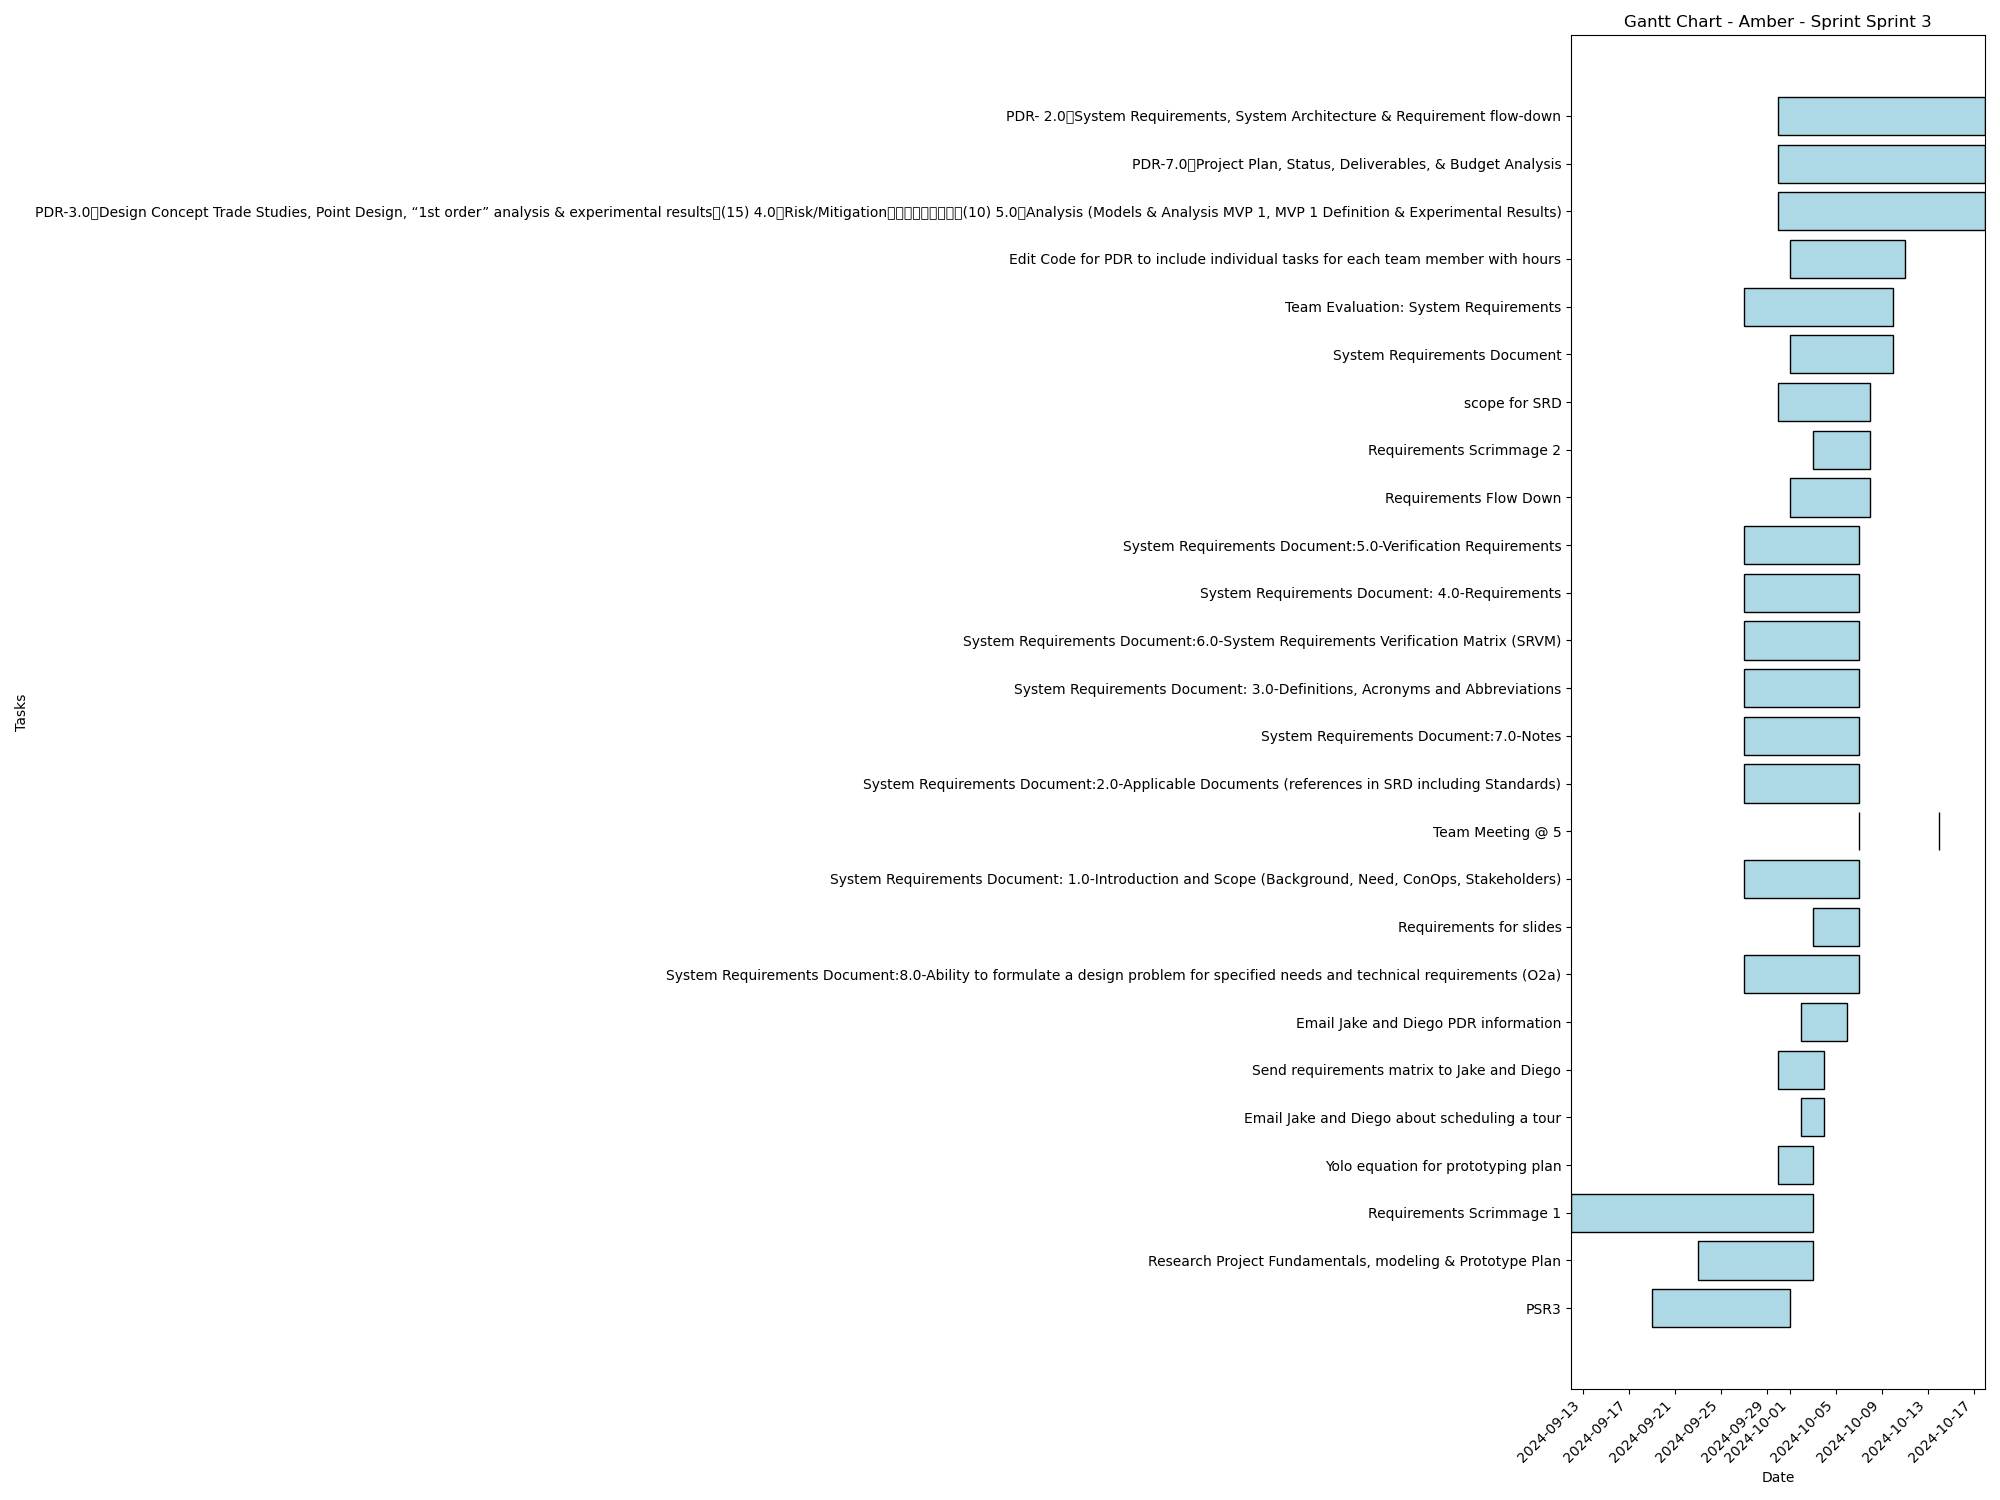 Gantt Chart - Amber - Sprint Sprint 3
PDR- 2.0▯System Requirements, System Architecture & Requirement flow-down
PDR-7.0▯Project Plan, Status, Deliverables, & Budget Analysis
PDR-3.0▯Design Concept Trade Studies, Point Design, “1st order” analysis & experimental results▯(15) 4.0▯Risk/Mitigation▯▯▯▯▯▯▯▯▯(10) 5.0▯Analysis (Models & Analysis MVP 1, MVP 1 Definition & Experimental Results)
Edit Code for PDR to include individual tasks for each team member with hours
Team Evaluation: System Requirements
System Requirements Document
scope for SRD
Requirements Scrimmage 2
Requirements Flow Down
System Requirements Document:5.0-Verification Requirements
System Requirements Document: 4.0-Requirements
System Requirements Document:6.0-System Requirements Verification Matrix (SRVM)
System Requirements Document: 3.0-Definitions, Acronyms and Abbreviations
System Requirements Document:7.0-Notes
System Requirements Document:2.0-Applicable Documents (references in SRD including Standards)
Team Meeting @ 5
System Requirements Document: 1.0-Introduction and Scope (Background, Need, ConOps, Stakeholders)
Requirements for slides
System Requirements Document:8.0-Ability to formulate a design problem for specified needs and technical requirements (O2a)
Email Jake and Diego PDR information
Send requirements matrix to Jake and Diego
Email Jake and Diego about scheduling a tour
Yolo equation for prototyping plan
Requirements Scrimmage 1
Research Project Fundamentals, modeling & Prototype Plan
PSR3
Tasks
2024-09-13
2024-09-17
2024-09-21
2024-09-25
2024-09-29
2024-10-01
2024-10-05
2024-10-09
2024-10-13
2024-10-17
Date